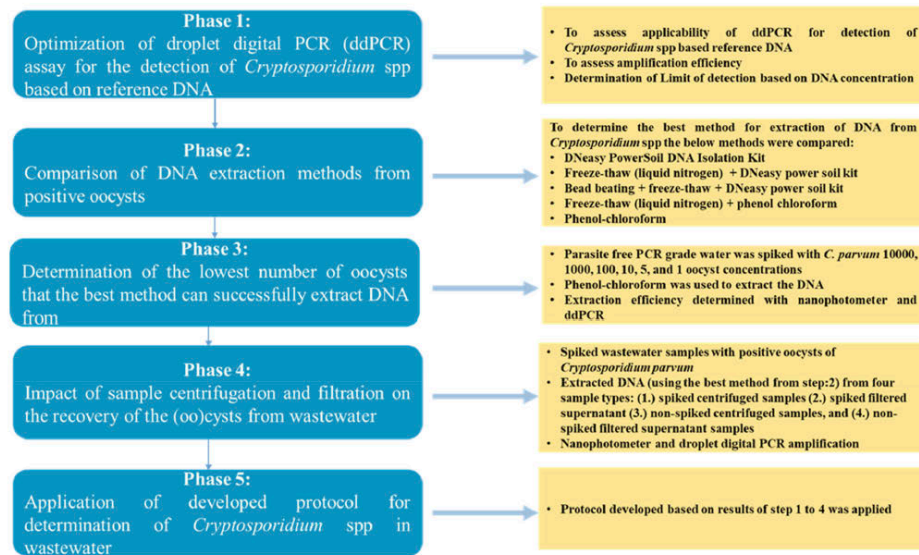 Phase 1:
Optimization of droplet digital PCR (ddPCR)
assay for the detection of Cryptosporidium spp
based on reference DNA
• To assess applicability of ddPCR for detection of
Cryptosporidium spp based reference DNA
• To assess amplification efficiency
• Determination of Limit of detection based on DNA concentration
Phase 2:
Comparison of DNA extraction methods from
positive oocysts
To determine the best method for extraction of DNA from
Cryptosporidium spp the below methods were compared:
• DNeasy PowerSoil DNA Isolation Kit
• Freeze-thaw (liquid nitrogen) + DNeasy power soil kit
• Bead beating + freeze-thaw + DNeasy power soil kit
• Freeze-thaw (liquid nitrogen) + phenol chloroform
• Phenol-chloroform
Phase 3:
Determination of the lowest number of oocysts
that the best method can successfully extract DNA
from
• Parasite free PCR grade water was spiked with C. parvum 10000,
1000, 100, 10, 5, and 1 oocyst concentrations
• Phenol-chloroform was used to extract the DNA
• Extraction efficiency determined with nanophotometer and
ddPCR
Phase 4:
Impact of sample centrifugation and filtration on
the recovery of the (oo)cysts from wastewater
• Spiked wastewater samples with positive oocysts of
Cryptosporidium parvum
• Extracted DNA (using the best method from step:2) from four
sample types: (1.) spiked centrifuged samples (2.) spiked filtered
supernatant (3.) non-spiked centrifuged samples, and (4.) non-
spiked filtered supernatant samples
• Nanophotometer and droplet digital PCR amplification
Phase 5:
Application of developed protocol for
determination of Cryptosporidium spp in
wastewater
• Protocol developed based on results of step 1 to 4 was applied